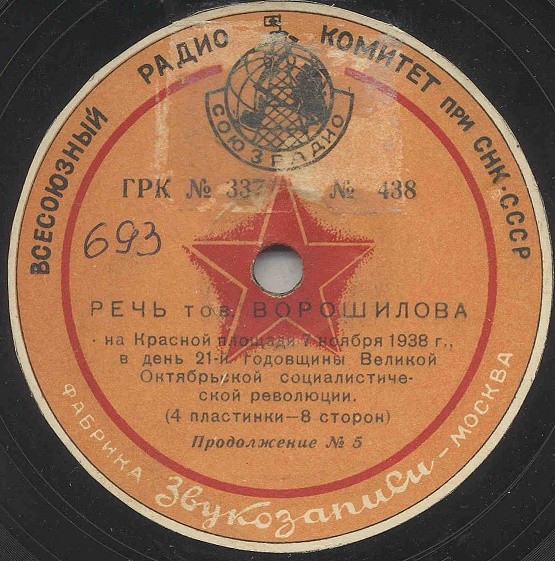 ВСЕСОЮЗНЫЙ РАДИО КОМИТЕТ при СНК-СССР
СОЮЗРАДИО
ГРК № 337 № 438
693
РЕЧЬ тов. ВОРОШИЛОВА
на Красной площади 7 ноября 1938 г.,
в день 21-й годовщины Великой
Октябрьской социалистиче-
ской революции.
(4 пластинки—8 сторон)
Продолжение № 5
ФАБРИКА Звукозаписи - МОСКВА